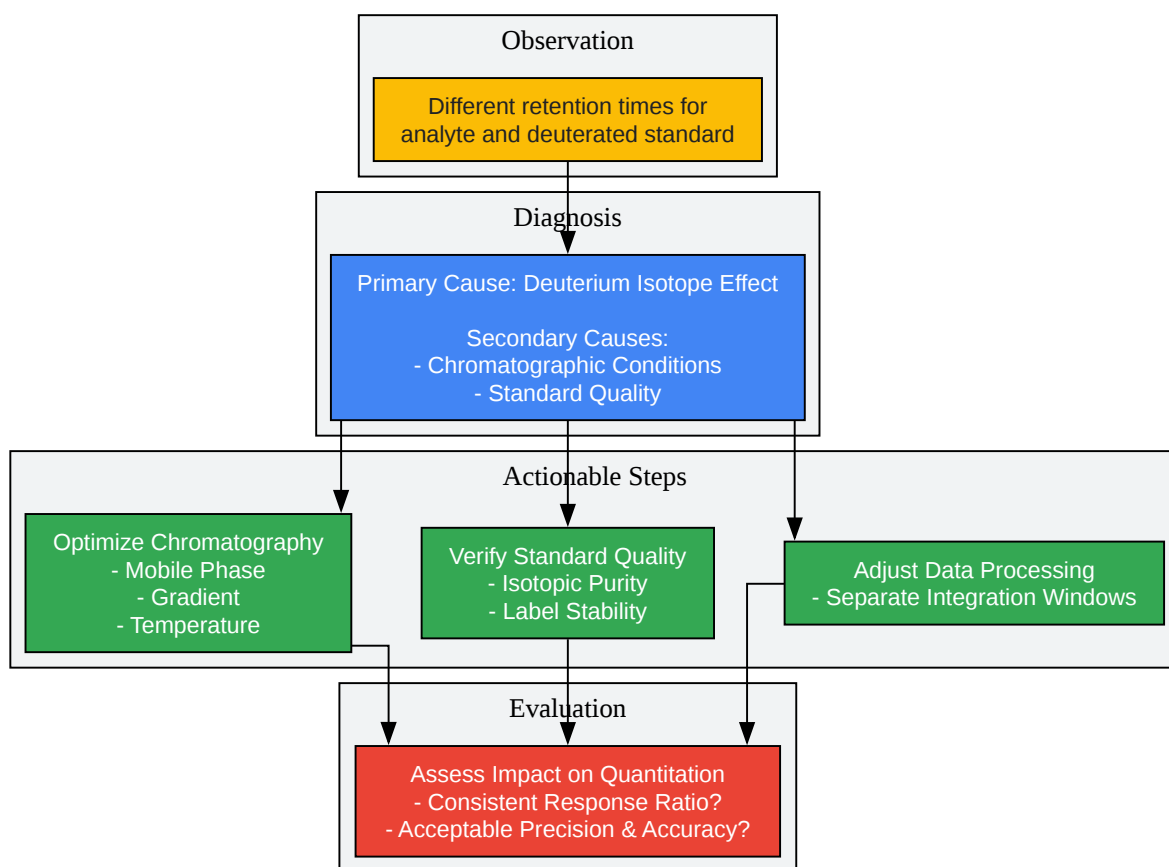 Observation
Different retention times for
analyte and deuterated standard
Diagnosis
Primary Cause: Deuterium Isotope Effect
Secondary Causes:
- Chromatographic Conditions
- Standard Quality
Actionable Steps
Optimize Chromatography
- Mobile Phase
- Gradient
- Temperature
Verify Standard Quality
- Isotopic Purity
- Label Stability
Adjust Data Processing
- Separate Integration Windows
Evaluation
Assess Impact on Quantitation
- Consistent Response Ratio?
- Acceptable Precision & Accuracy?